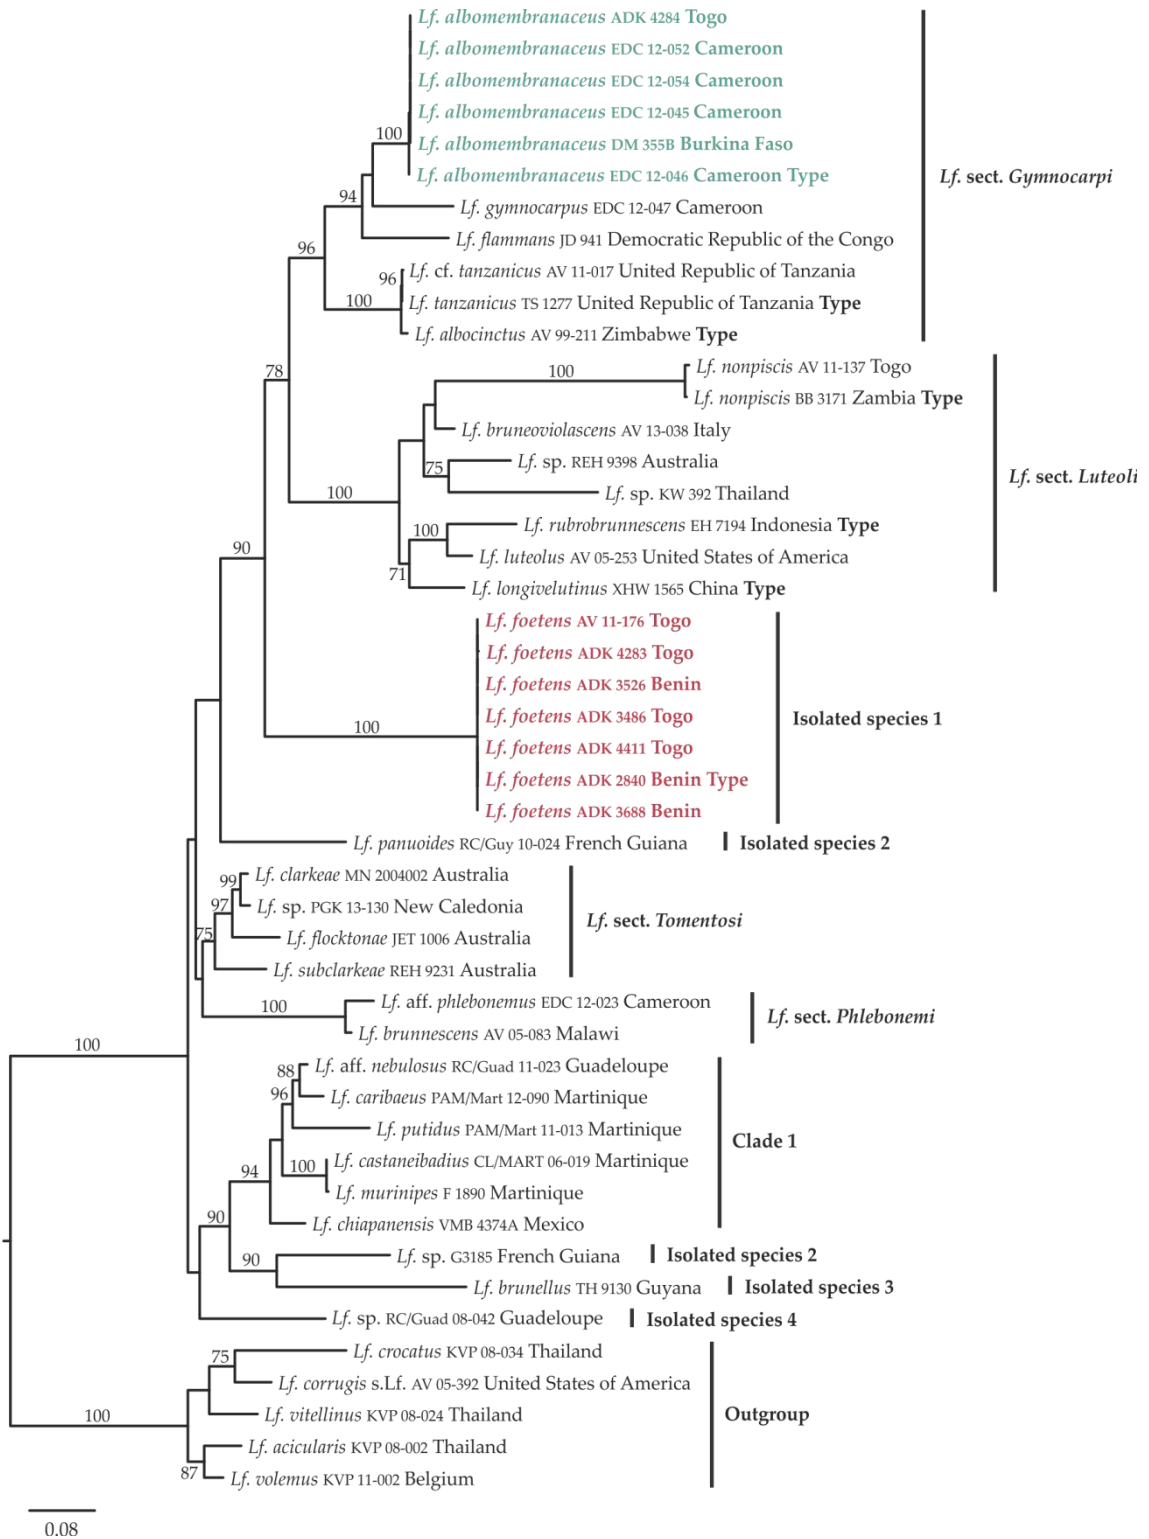 Lf. albomembranaceus ADK 4284 Togo
Lf. albomembranaceus EDC 12-052 Cameroon
Lf. albomembranaceus EDC 12-054 Cameroon
Lf. albomembranaceus EDC 12-045 Cameroon
100
Lf. albomembranaceus DM 355B Burkina Faso
Lf. albomembranaceus EDC 12-046 Cameroon Type
Lf. sect. Gymnocarpi
94
Lf. gymnocarpus EDC 12-047 Cameroon
Lf. flammans JD 941 Democratic Republic of the Congo
96
Lf. cf. tanzanicus AV 11-017 United Republic of Tanzania
96
100
Lf. tanzanicus TS 1277 United Republic of Tanzania Type
Lf. albocinctus AV 99-211 Zimbabwe Type
78
Lf. nonpiscis AV 11-137 Togo
100
Lf. nonpiscis BB 3171 Zambia Type
Lf. bruneoviolascens AV 13-038 Italy
Lf. sp. REH 9398 Australia
75
Lf. sect. Luteoli
100
Lf. sp. KW 392 Thailand
Lf. rubrobrunnescens EH 7194 Indonesia Type
100
Lf. luteolus AV 05-253 United States of America
90
71
Lf. longivelutinus XHW 1565 China Type
Lf. foetens AV 11-176 Togo
Lf. foetens ADK 4283 Togo
Lf. foetens ADK 3526 Benin
Lf. foetens ADK 3486 Togo
Isolated species 1
100
Lf. foetens ADK 4411 Togo
Lf. foetens ADK 2840 Benin Type
Lf. foetens ADK 3688 Benin
Lf. panuoides RC/Guy 10-024 French Guiana
Isolated species 2
99
Lf. clarkeae MN 2004002 Australia
97
Lf. sp. PGK 13-130 New Caledonia
Lf. sect. Tomentosi
75
Lf. flocktonae JET 1006 Australia
Lf. subclarkeae REH 9231 Australia
100
Lf. aff. phlebonemus EDC 12-023 Cameroon
Lf. sect. Phlebonemi
Lf. brunnescens AV 05-083 Malawi
100
88
Lf. aff. nebulosus RC/Guad 11-023 Guadeloupe
96
Lf. caribaeus PAM/Mart 12-090 Martinique
Lf. putidus PAM/Mart 11-013 Martinique
Clade 1
100
Lf. castaneibadius CL/MART 06-019 Martinique
94
Lf. murinipes F 1890 Martinique
90
Lf. chiapanensis VMB 4374A Mexico
90
Lf. sp. G3185 French Guiana
Isolated species 2
Lf. brunellus TH 9130 Guyana
Isolated species 3
Lf. sp. RC/Guad 08-042 Guadeloupe
Isolated species 4
75
Lf. crocatus KVP 08-034 Thailand
Lf. corrugis s.Lf. AV 05-392 United States of America
100
Lf. vitellinus KVP 08-024 Thailand
Outgroup
Lf. acicularis KVP 08-002 Thailand
87
Lf. volemus KVP 11-002 Belgium
0.08